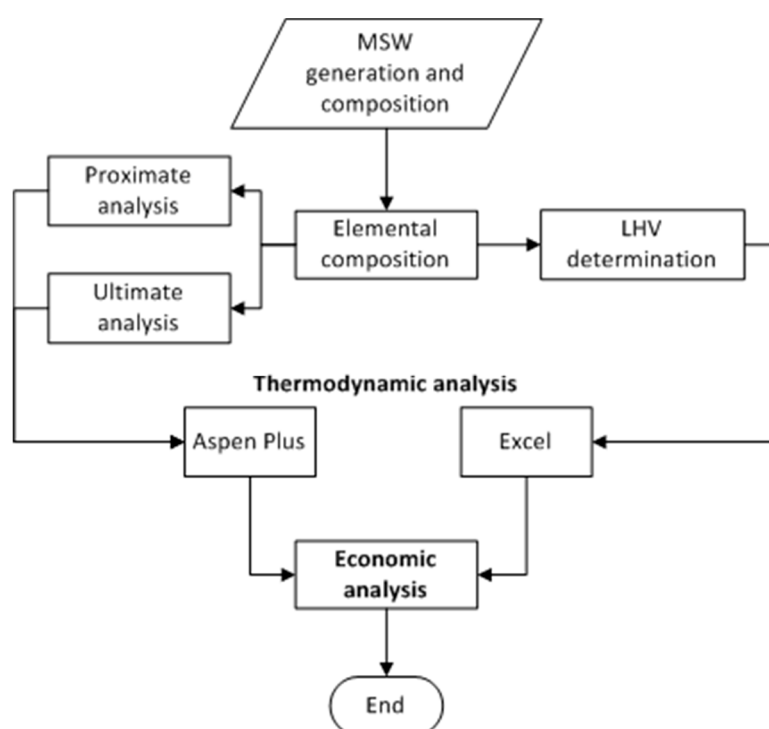 MSW
generation and
composition
Proximate
analysis
Elemental
composition
LHV
determination
Ultimate
analysis
Thermodynamic analysis
Aspen Plus
Excel
Economic
analysis
End